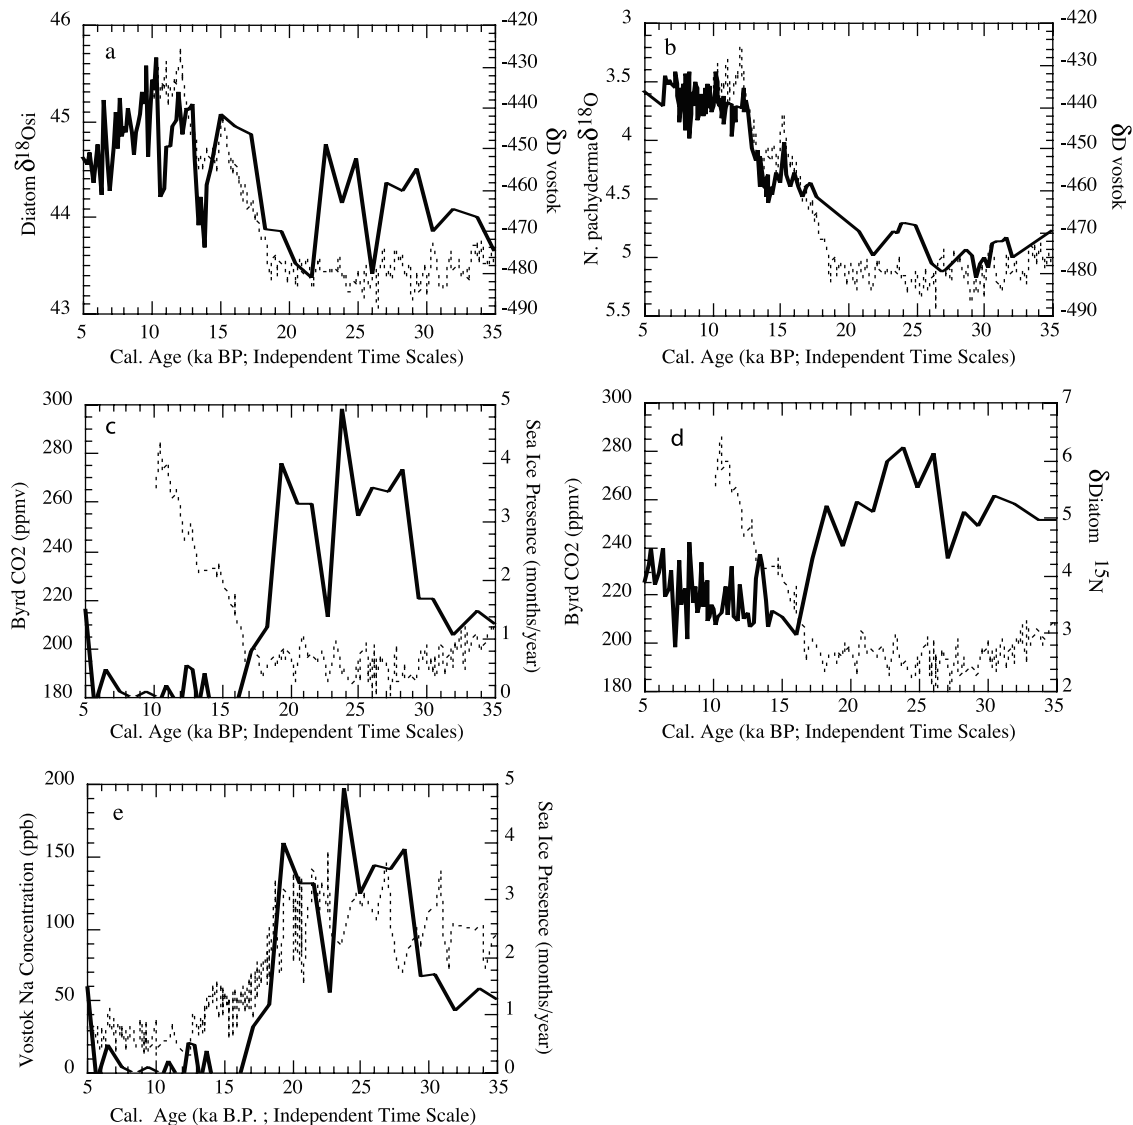 46
45
44
43
Diatom δ18Osi
a
-420
-430
-440
-450
-460
-470
-480
-490
δD vostok
5 10 15 20 25 30 35
Cal. Age (ka BP; Independent Time Scales)
3
3.5
4
4.5
5
5.5
N. pachydermaδ18O
b
-420
-430
-440
-450
-460
-470
-480
-490
δD vostok
5 10 15 20 25 30 35
Cal. Age (ka BP; Independent Time Scales)
300
280
260
240
220
200
180
Byrd CO2 (ppmv)
c
5
4
3
2
1
0
Sea Ice Presence (months/year)
5 10 15 20 25 30 35
Cal. Age (ka BP; Independent Time Scales)
300
280
260
240
220
200
180
Byrd CO2 (ppmv)
d
7
6
5
4
3
2
δDiatom 15N
5 10 15 20 25 30 35
Cal. Age (ka BP; Independent Time Scales)
200
150
100
50
0
Vostok Na Concentration (ppb)
e
5
4
3
2
1
0
Sea Ice Presence (months/year)
5 10 15 20 25 30 35
Cal. Age (ka B.P. ; Independent Time Scale)